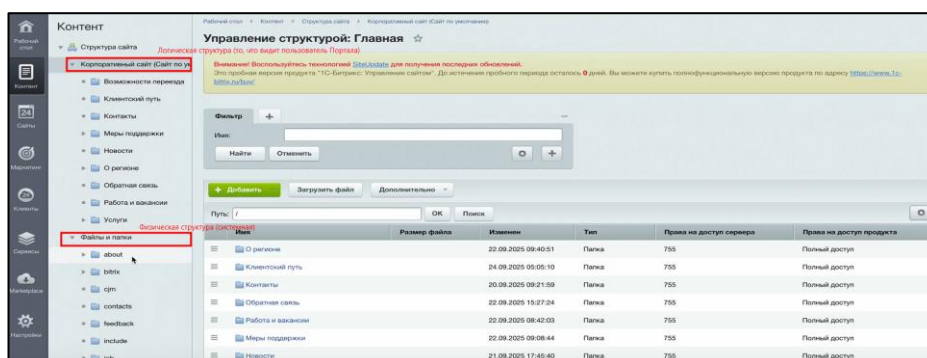 Рабочий стол
Контент
Сайты
Маркетинг
Клиенты
Сервисы
Marketplace
Настройки
Контент
Структура сайта
Логическая структура (то, что видит пользователь Портала)
Корпоративный сайт (Сайт по ум
Возможности переезда
Клиентский путь
Контакты
Меры поддержки
Новости
О регионе
Обратная связь
Работа и вакансии
Услуги
Физическая структура (системная)
Файлы и папки
about
bitrix
cjm
contacts
feedback
include
job
Рабочий стол Контент Структура сайта Корпоративный сайт (Сайт по умолчанию)
Управление структурой: Главная
Внимание! Воспользуйтесь технологией SiteUpdate для получения последних обновлений.
Это пробная версия продукта "1С-Битрикс: Управление сайтом". До истечения пробного периода осталось 0 дней. Вы можете купить полнофункциональную версию продукта по адресу https://www.1c-
bitrix.ru/buy/
Фильтр
Имя:
Найти Отменить
Добавить Загрузить файл Дополнительно
Путь: / OK Поиск
Имя Размер файла Изменен Тип Права на доступ сервера Права на доступ продукта
О регионе 22.09.2025 09:40:51 Папка 755 Полный доступ
Клиентский путь 24.09.2025 05:05:10 Папка 755 Полный доступ
Контакты 20.09.2025 09:21:59 Папка 755 Полный доступ
Обратная связь 22.09.2025 15:27:24 Папка 755 Полный доступ
Работа и вакансии 22.09.2025 08:42:03 Папка 755 Полный доступ
Меры поддержки 22.09.2025 09:08:44 Папка 755 Полный доступ
Новости 21.09.2025 17:45:40 Папка 755 Полный доступ